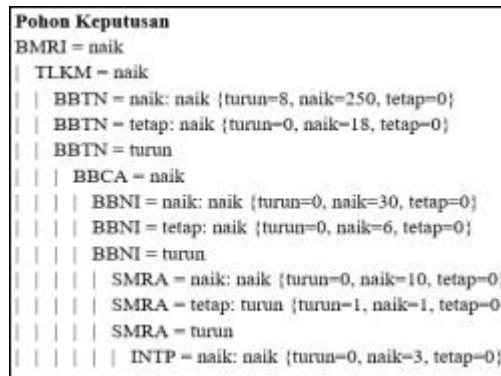 Pohon Keputusan
BMRI = naik
| TLKM = naik
| | BBTN = naik: naik {turun=8, naik=250, tetap=0}
| | BBTN = tetap: naik {turun=0, naik=18, tetap=0}
| | BBTN = turun
| | | BBCA = naik
| | | | BBNI = naik: naik {turun=0, naik=30, tetap=0}
| | | | BBNI = tetap: naik {turun=0, naik=6, tetap=0}
| | | | BBNI = turun
| | | | | SMRA = naik: naik {turun=0, naik=10, tetap=0}
| | | | | SMRA = tetap: turun {turun=1, naik=1, tetap=0
| | | | | SMRA = turun
| | | | | | INTP = naik: naik {turun=0, naik=3, tetap=0}